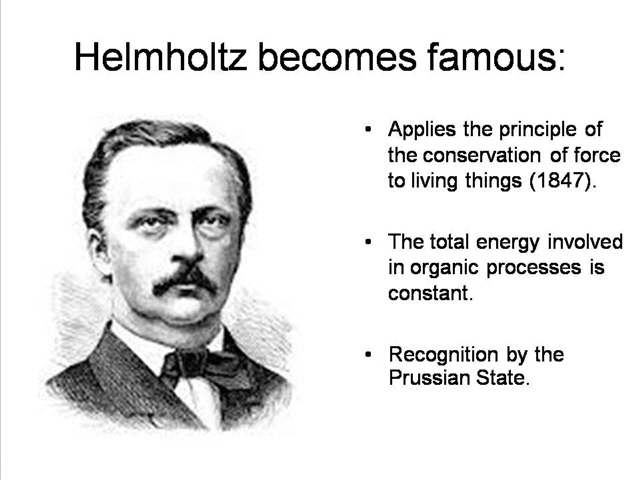 Helmholtz becomes famous:
• Applies the principle of
the conservation of force
to living things (1847).
• The total energy involved
in organic processes is
constant.
• Recognition by the
Prussian State.